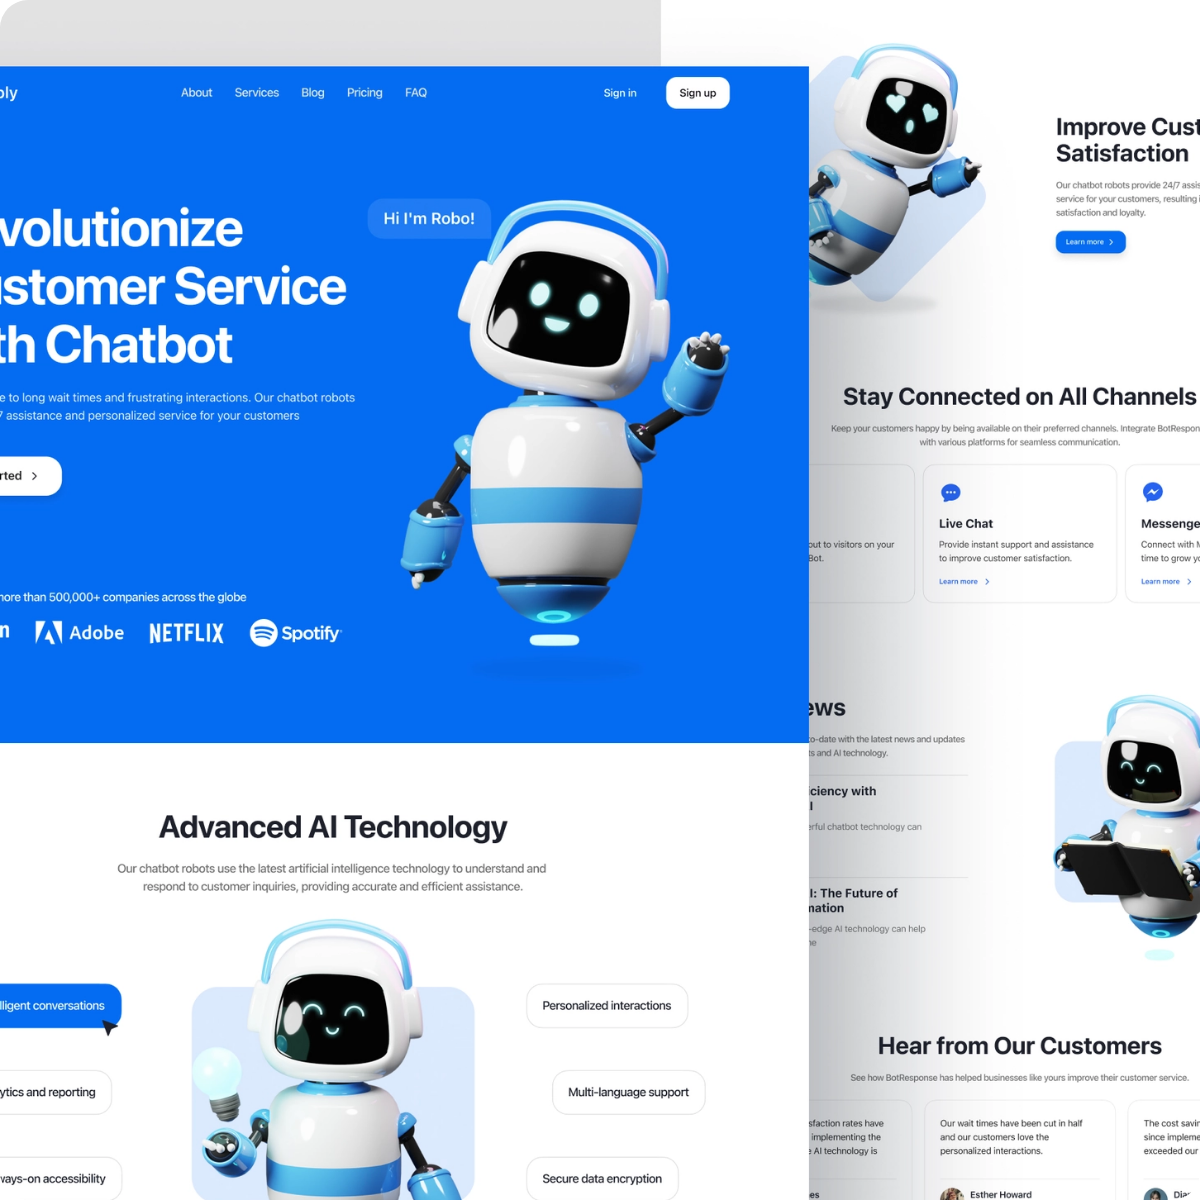 ply
About
Services
Blog
Pricing
FAQ
Sign in
Sign up
volutionize
ustomer Service
th Chatbot
e to long wait times and frustrating interactions. Our chatbot robots
7 assistance and personalized service for your customers
rted
Hi I'm Robo!
more than 500,000+ companies across the globe
n
Adobe
NETFLIX
Spotify
Advanced AI Technology
Our chatbot robots use the latest artificial intelligence technology to understand and
respond to customer inquiries, providing accurate and efficient assistance.
lligent conversations
ytics and reporting
ways-on accessibility
Personalized interactions
Multi-language support
Secure data encryption
Improve Cust
Satisfaction
Our chatbot robots provide 24/7 assis
service for your customers, resulting i
satisfaction and loyalty.
Learn more
Stay Connected on All Channels
Keep your customers happy by being available on their preferred channels. Integrate BotRespon
with various platforms for seamless communication.
out to visitors on your
Bot.
Live Chat
Provide instant support and assistance
to improve customer satisfaction.
Learn more
Messenge
Connect with M
time to grow yo
Learn more
ews
to-date with the latest news and updates
ts and AI technology.
iciency with
I
erful chatbot technology can
I: The Future of
mation
-edge AI technology can help
ne
Hear from Our Customers
See how BotResponse has helped businesses like yours improve their customer service.
sfaction rates have
implementing the
e AI technology is
es
Our wait times have been cut in half
and our customers love the
personalized interactions.
Esther Howard
The cost savin
since impleme
exceeded our